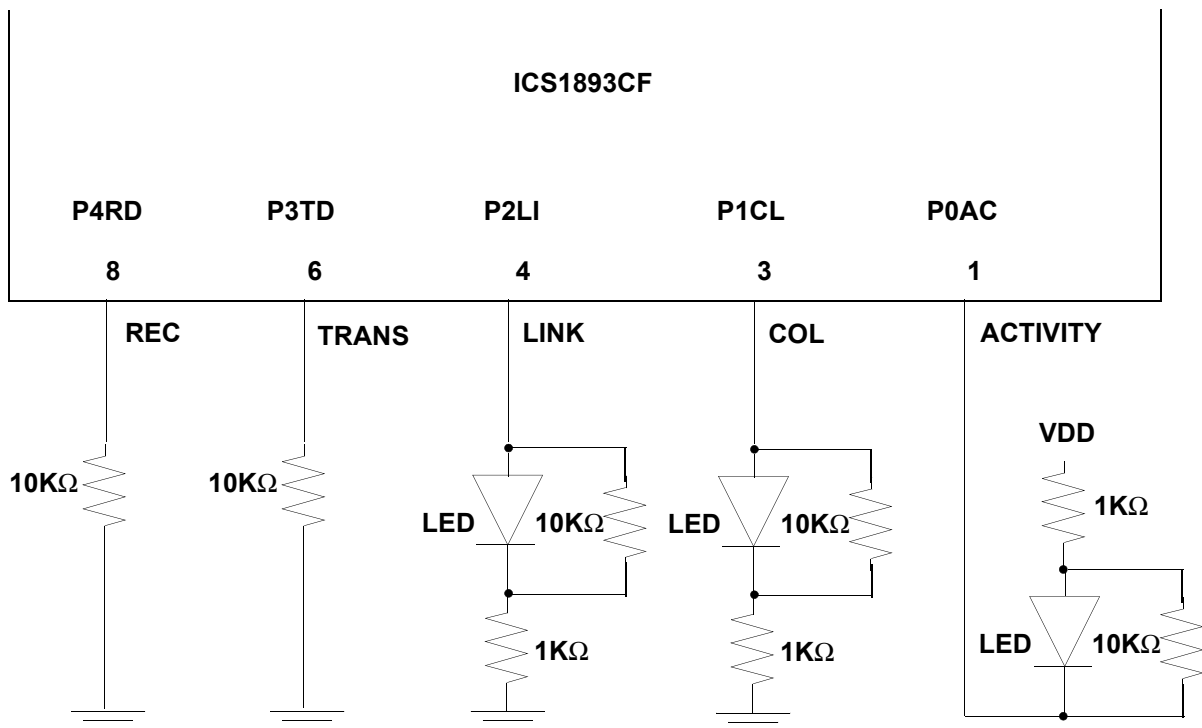 ICS1893CF
P4RD P3TD P2LI P1CL P0AC
8 6 4 3 1
REC TRANS LINK COL ACTIVITY
VDD
10KΩ 10KΩ 1KΩ
LED 10KΩ LED 10KΩ
LED 10KΩ
1KΩ 1KΩ